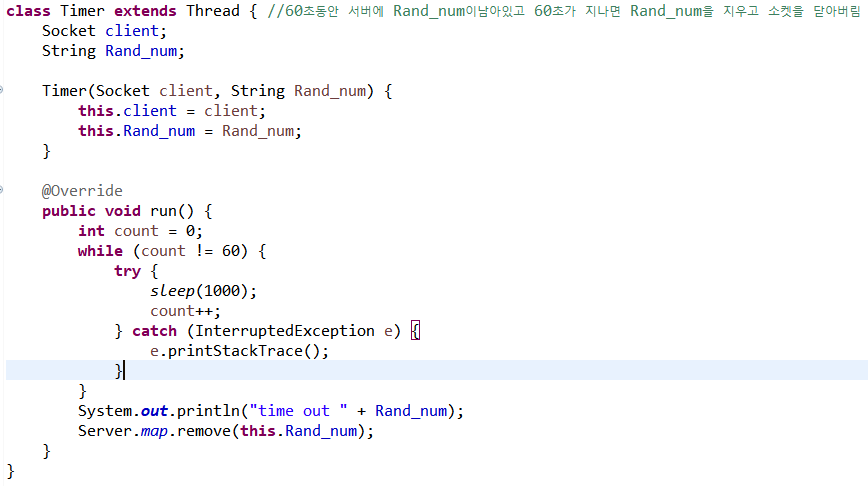 class Timer extends Thread { //60초동안 서버에 Rand_num이남아있고 60초가 지나면 Rand_num을 지우고 소켓을 닫아버림
    Socket client;
    String Rand_num;

    Timer(Socket client, String Rand_num) {
        this.client = client;
        this.Rand_num = Rand_num;
    }

    @Override
    public void run() {
        int count = 0;
        while (count != 60) {
            try {
                sleep(1000);
                count++;
            } catch (InterruptedException e) {
                e.printStackTrace();
            }
        }
        System.out.println("time out " + Rand_num);
        Server.map.remove(this.Rand_num);
    }
}